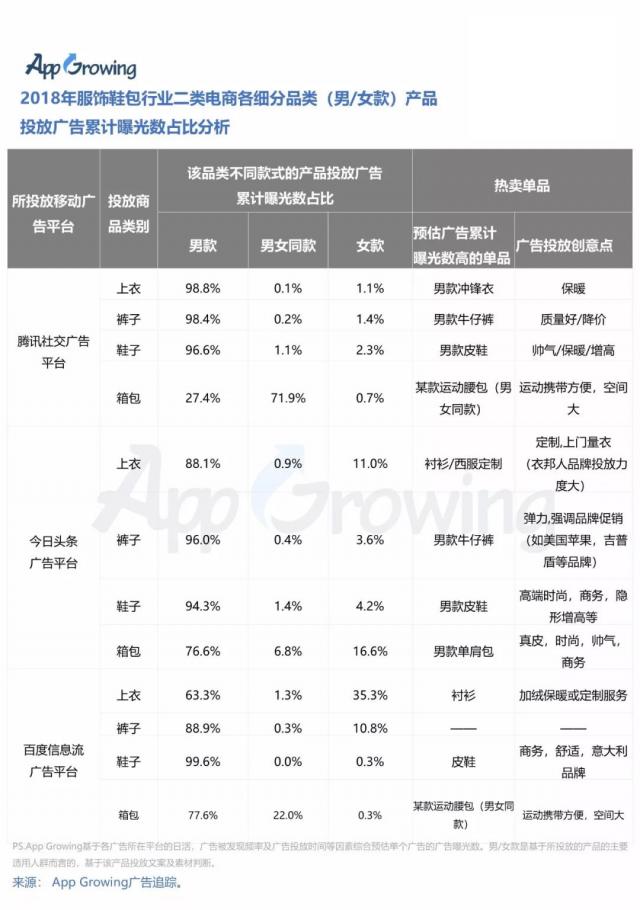 App Growing
2018年服饰鞋包行业二类电商各细分品类（男/女款）产品
投放广告累计曝光数占比分析
所投放移动广
告平台
投放商
品类别
该品类不同款式的产品投放广告
累计曝光数占比
热卖单品
男款
男女同款
女款
预估广告累计
曝光数高的单品
广告投放创意点
腾讯社交广告
平台
上衣 98.8% 0.1% 1.1% 男款冲锋衣 保暖
裤子 98.4% 0.2% 1.4% 男款牛仔裤 质量好/降价
鞋子 96.6% 1.1% 2.3% 男款皮鞋 帅气/保暖/增高
箱包 27.4% 71.9% 0.7%
某款运动腰包（男
女同款）
运动携带方便，空间
大
今日头条
广告平台
上衣 88.1% 0.9% 11.0% 衬衫/西服定制
定制,上门量衣
（衣邦人品牌投放力
度大）
裤子 96.0% 0.4% 3.6% 男款牛仔裤
弹力,强调品牌促销
（如美国苹果，吉普
盾等品牌）
鞋子 94.3% 1.4% 4.2% 男款皮鞋
高端时尚，商务，隐
形增高等
箱包 76.6% 6.8% 16.6% 男款单肩包
真皮，时尚，帅气，
商务
百度信息流
广告平台
上衣 63.3% 1.3% 35.3% 衬衫 加绒保暖或定制服务
裤子 88.9% 0.3% 10.8% —— ——
鞋子 99.6% 0.0% 0.3% 皮鞋
商务，舒适，意大利
品牌
箱包 77.6% 22.0% 0.3%
某款运动腰包（男女同
款）
运动携带方便，空间大
App Growing
PS.App Growing基于各广告所在平台的日活，广告被发现频率及广告投放时间等因素综合预估单个广告的广告曝光数。男/女款是基于所投放的产品的主要
适用人群而言的，基于该产品投放文案及素材判断。
来源： App Growing广告追踪。